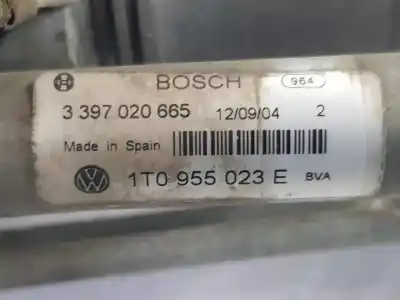 BOSCH 964
3 397 020 665 12/09/04 2
Made in Spain
1T0 955 023 E BVA